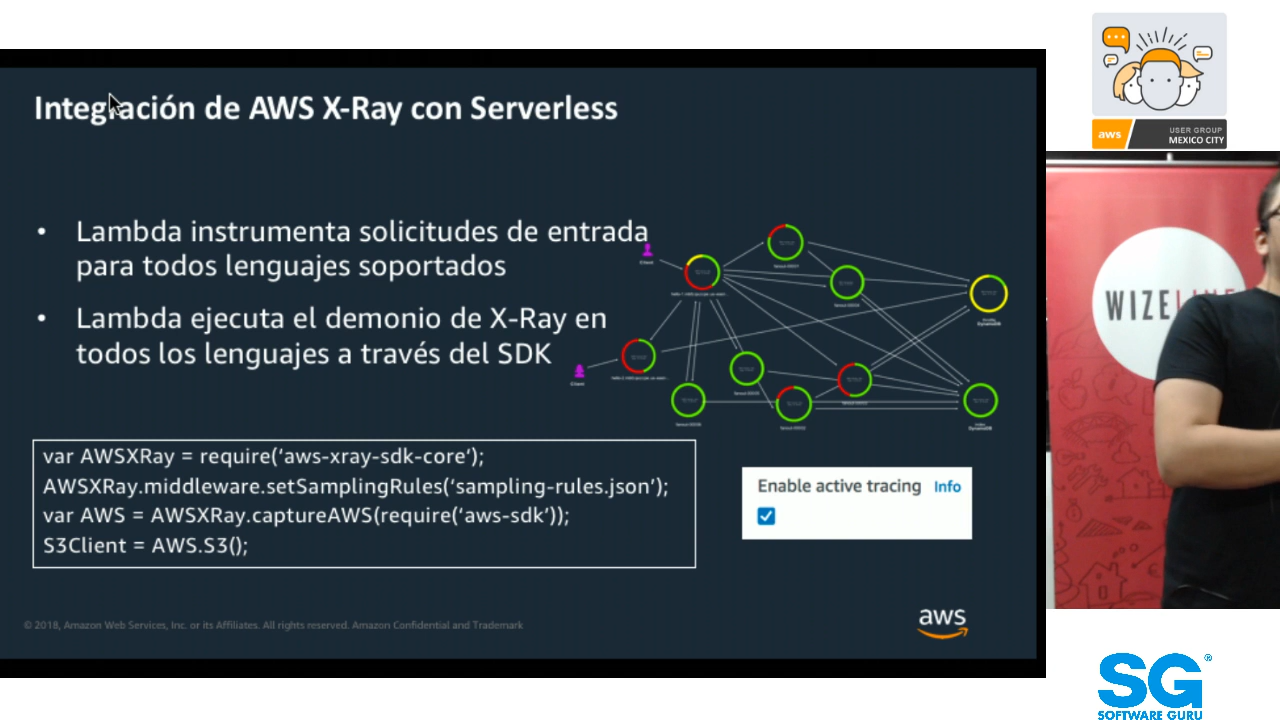 Integración de AWS X-Ray con Serverless
• Lambda instrumenta solicitudes de entrada
para todos lenguajes soportados
• Lambda ejecuta el demonio de X-Ray en
todos los lenguajes a través del SDK
var AWSXRay = require(‘aws-xray-sdk-core’);
AWSXRay.middleware.setSamplingRules(‘sampling-rules.json’);
var AWS = AWSXRay.captureAWS(require(‘aws-sdk’));
S3Client = AWS.S3();
Enable active tracing Info
© 2018, Amazon Web Services, Inc. or its Affiliates. All rights reserved. Amazon Confidential and Trademark
aws
aws
USER GROUP
MEXICO CITY
WIZELINE
SG®
SOFTWARE GURU